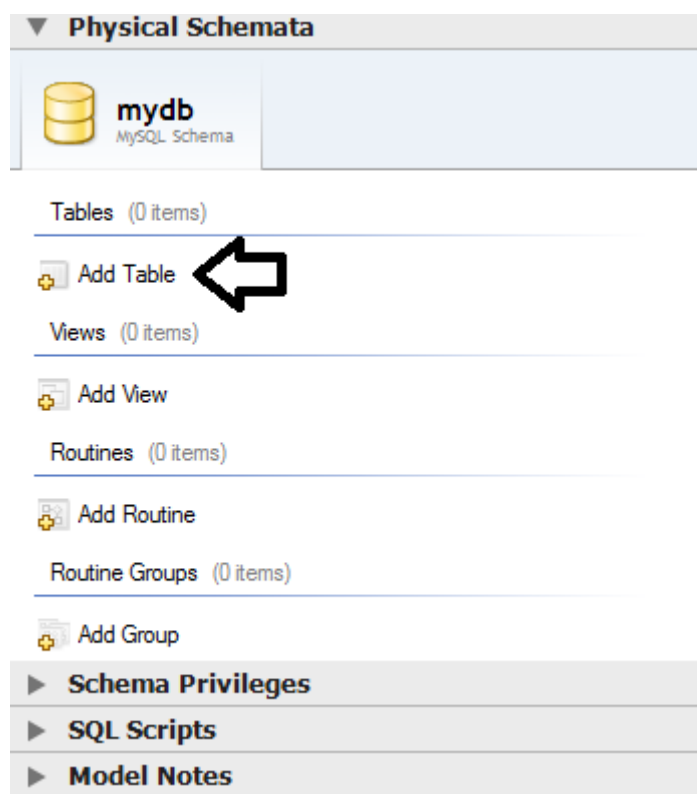 Physical Schemata
mydb
MySQL Schema
Tables (0 items)
Add Table
Views (0 items)
Add View
Routines (0 items)
Add Routine
Routine Groups (0 items)
Add Group
Schema Privileges
SQL Scripts
Model Notes